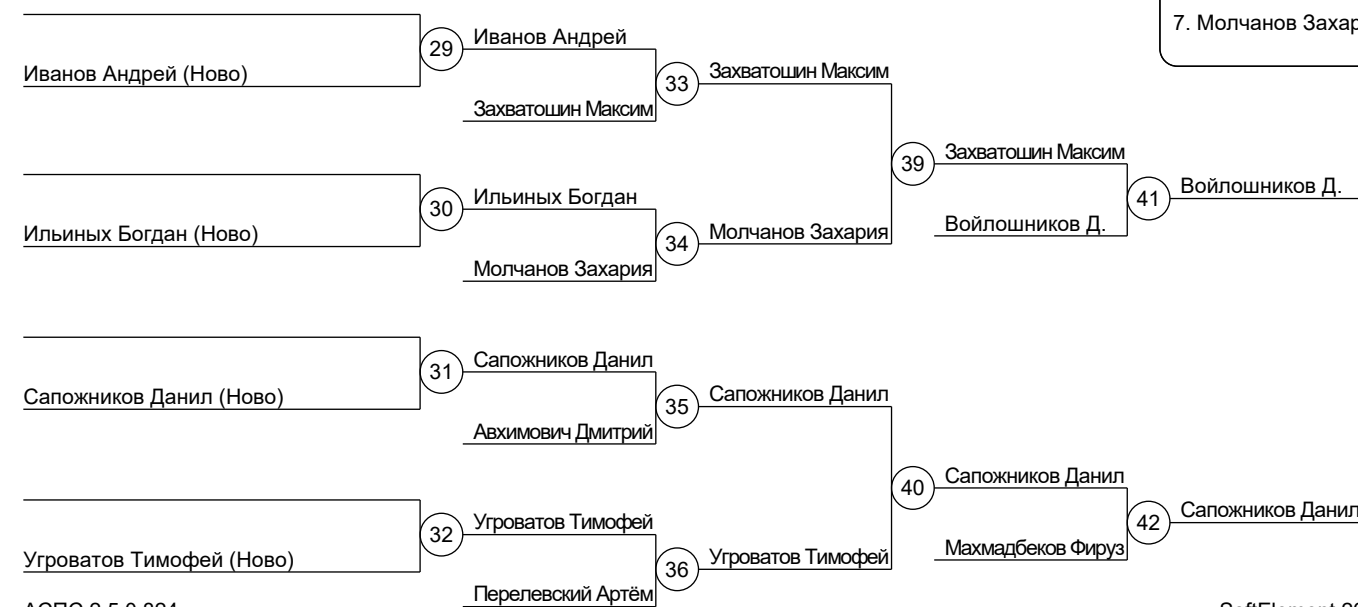 7. Молчанов Захар
29
Иванов Андрей
Иванов Андрей (Ново)
33
Захватошин Максим
Захватошин Максим
39
Захватошин Максим
41
Войлошников Д.
30
Ильиных Богдан
Ильиных Богдан (Ново)
34
Молчанов Захария
Войлошников Д.
Молчанов Захария
31
Сапожников Данил
Сапожников Данил (Ново)
35
Сапожников Данил
Авхимович Дмитрий
40
Сапожников Данил
42
Сапожников Данил
32
Угроватов Тимофей
Угроватов Тимофей (Ново)
36
Угроватов Тимофей
Махмадбеков Фируз
Перелевский Артём